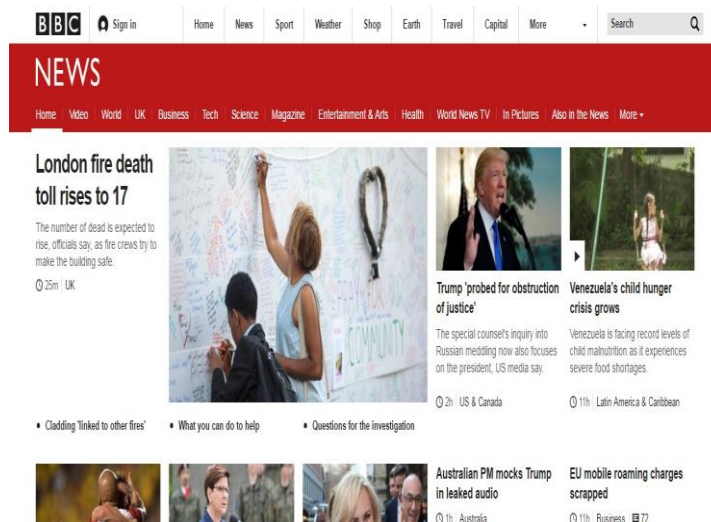 BBC Sign in Home News Sport Weather Shop Earth Travel Capital More Search
NEWS
Home Video World UK Business Tech Science Magazine Entertainment & Arts Health World News TV In Pictures Also in the News More
London fire death
toll rises to 17
The number of dead is expected to
rise, officials say, as fire crews try to
make the building safe.
25m UK
COMMUNITY
Cladding 'linked to other fires'
What you can do to help
Questions for the investigation
Trump 'probed for obstruction
of justice'
The special counsel's inquiry into
Russian meddling now also focuses
on the president, US media say.
2h US & Canada
Venezuela's child hunger
crisis grows
Venezuela is facing record levels of
child malnutrition as it experiences
severe food shortages.
11h Latin America & Caribbean
Australian PM mocks Trump
in leaked audio
1h Australia
EU mobile roaming charges
scrapped
11h Business 72